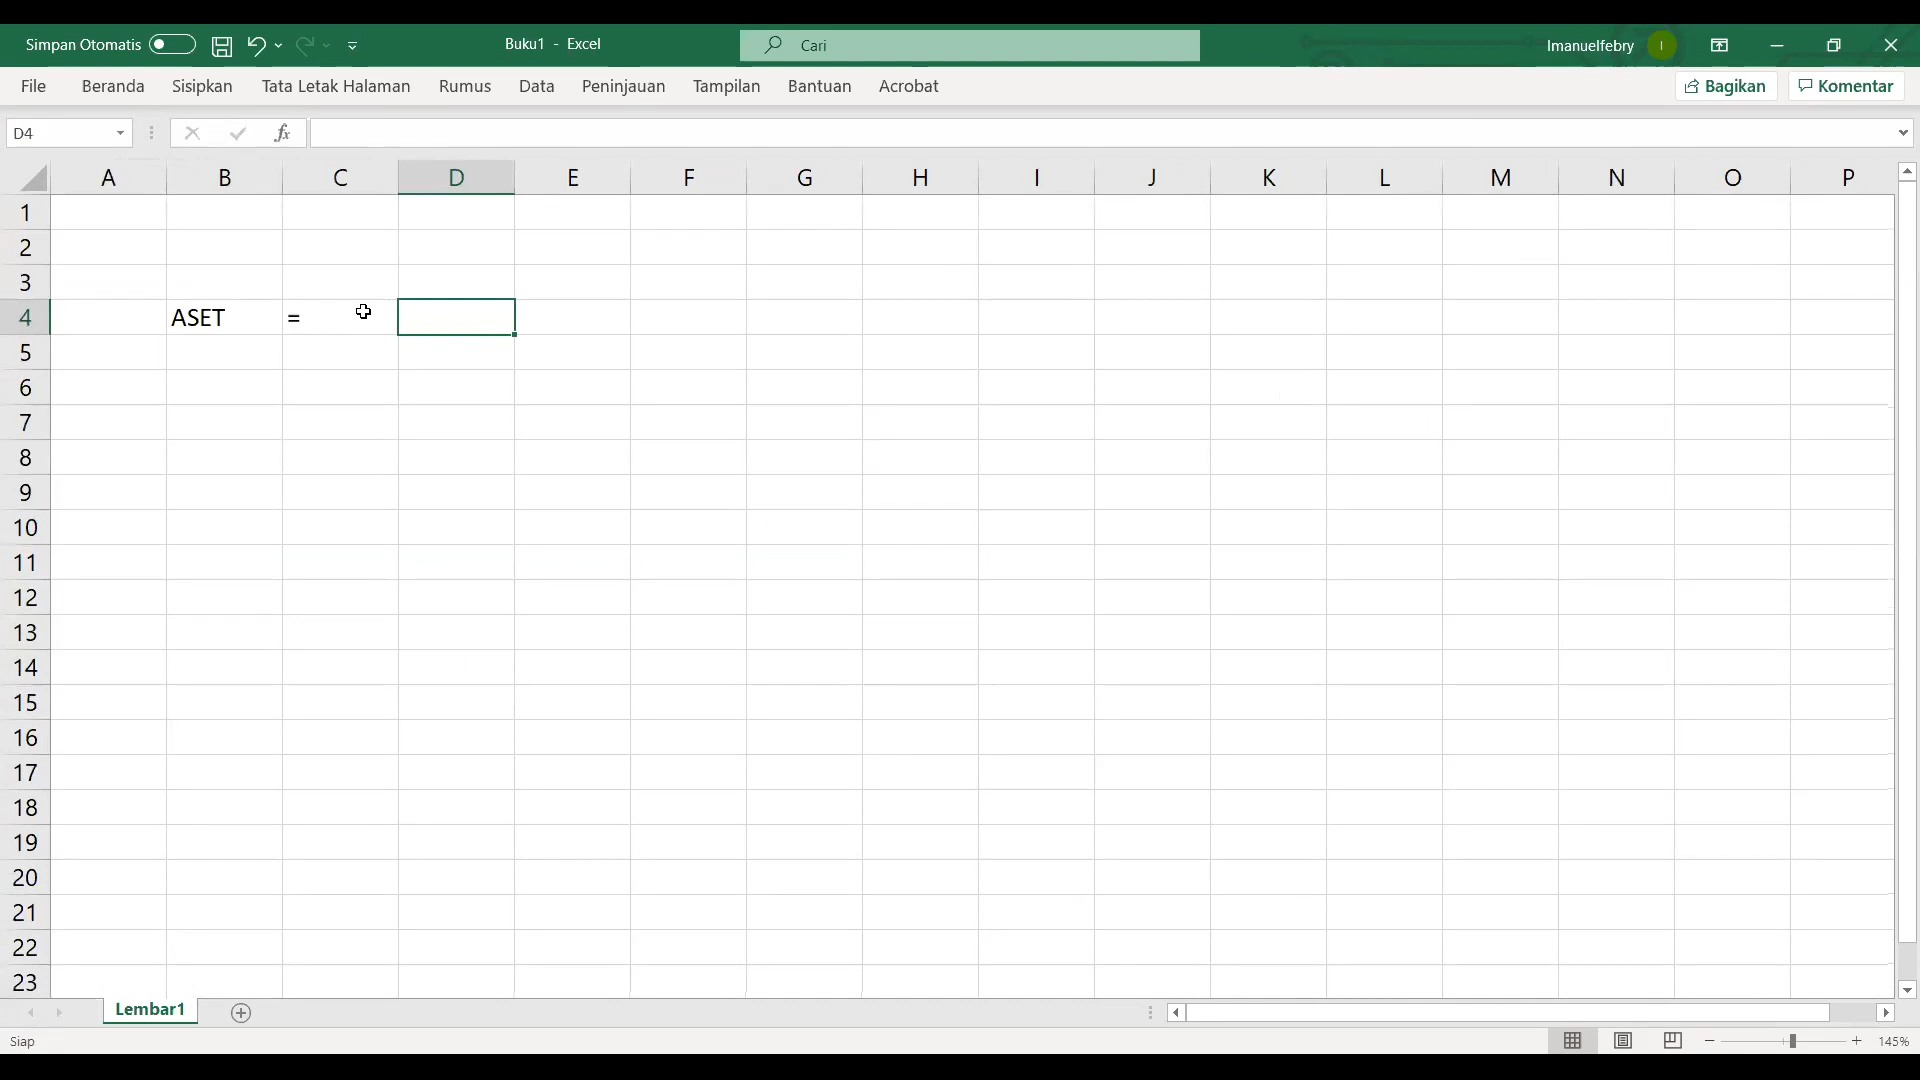 Simpan Otomatis
Buku1 - Excel
Cari
Imanuelfebry
I
File Beranda Sisipkan Tata Letak Halaman Rumus Data Peninjauan Tampilan Bantuan Acrobat
Bagikan
Komentar
D4
fx
A B C D E F G H I J K L M N O P
1
2
3
4 ASET =
5
6
7
8
9
10
11
12
13
14
15
16
17
18
19
20
21
22
23
Lembar1
Siap
145%